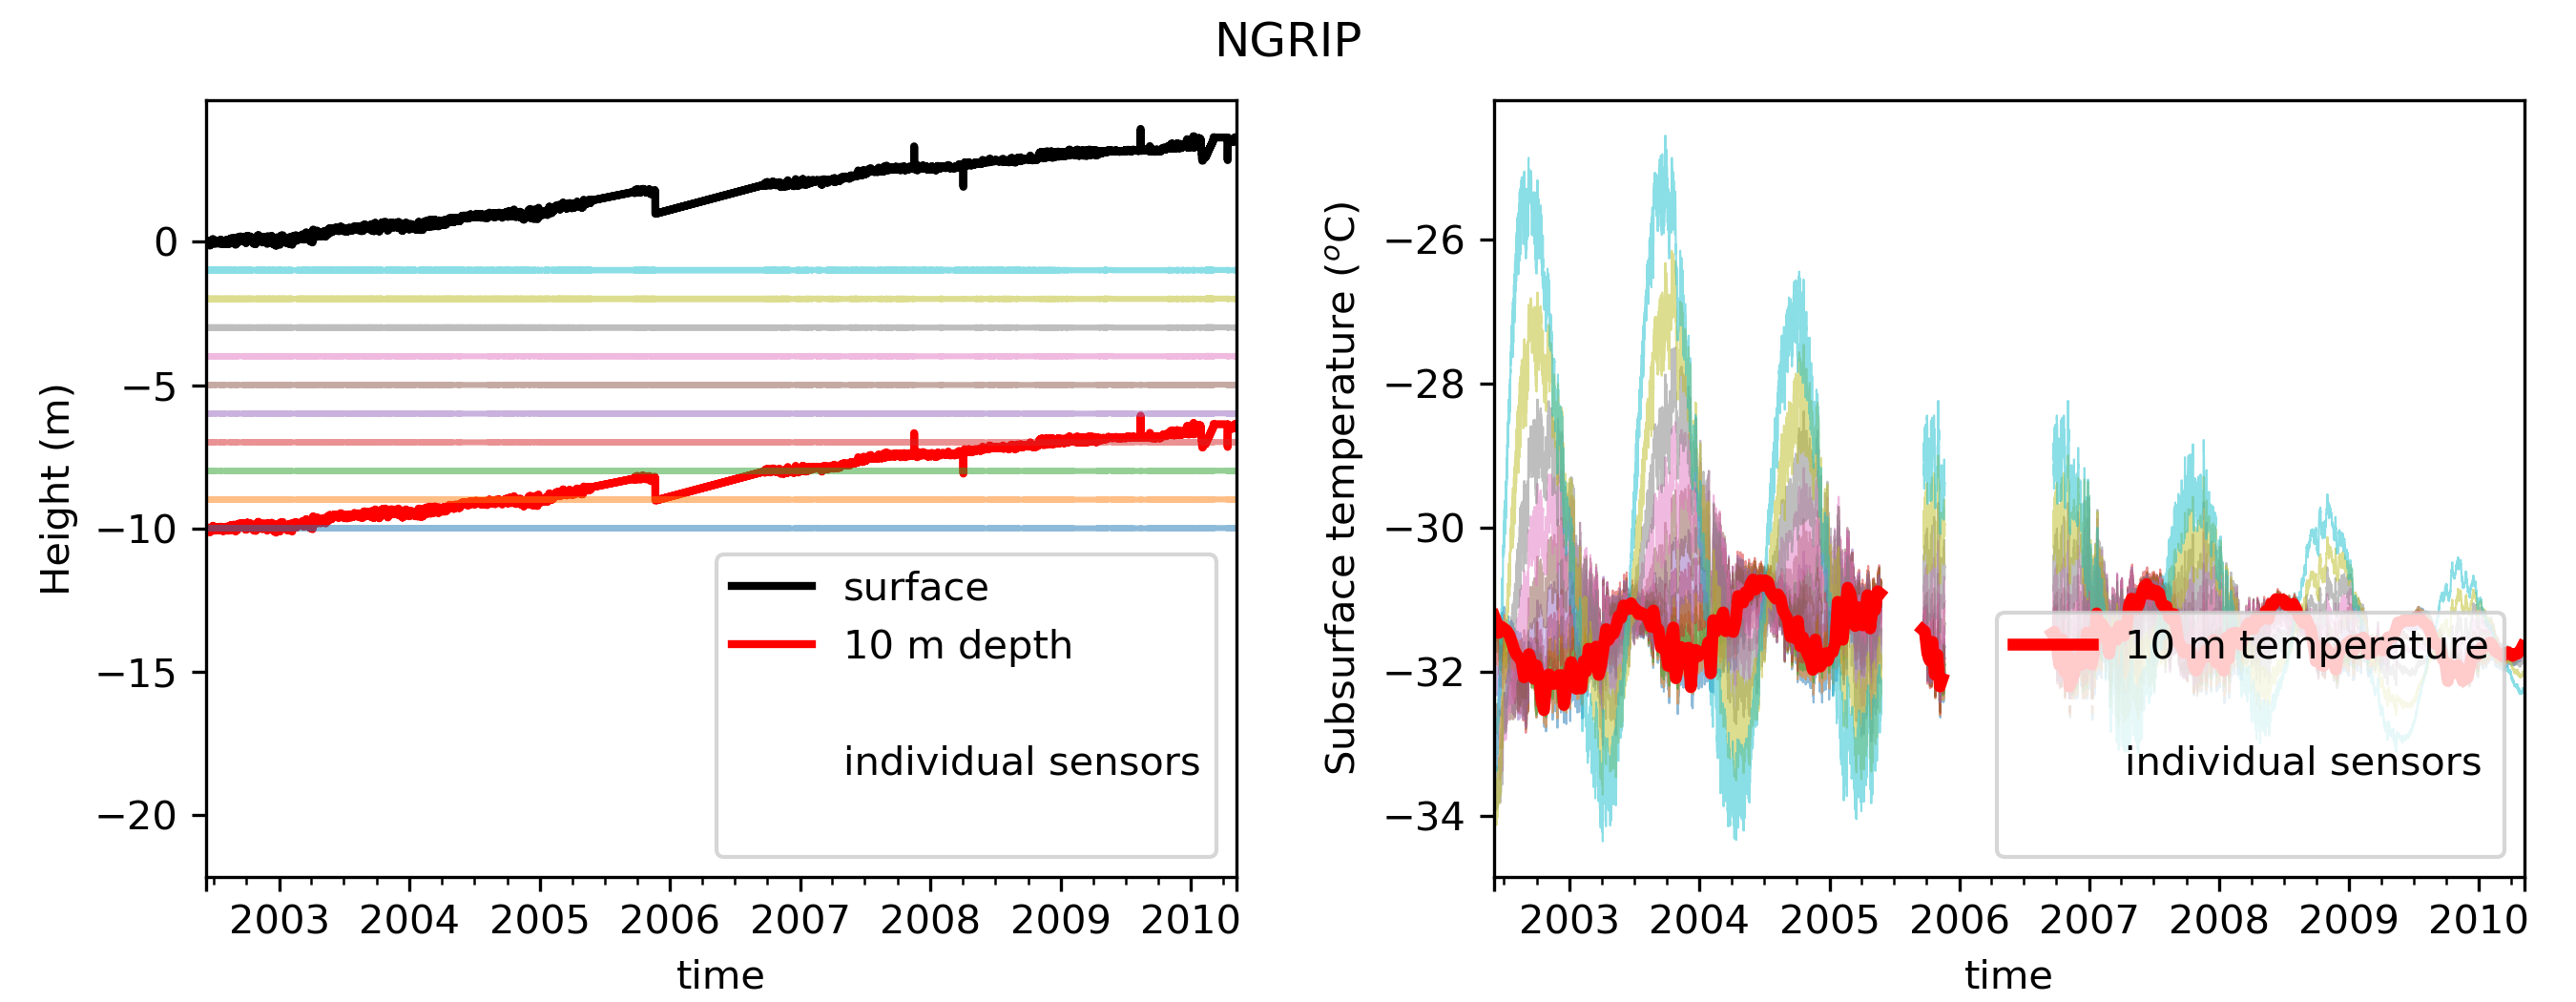 NGRIP
Height (m)
0
−5
−10
−15
−20
surface
10 m depth
individual sensors
2003 2004 2005 2006 2007 2008 2009 2010
time
Subsurface temperature (°C)
−26
−28
−30
−32
−34
10 m temperature
individual sensors
2003 2004 2005 2006 2007 2008 2009 2010
time